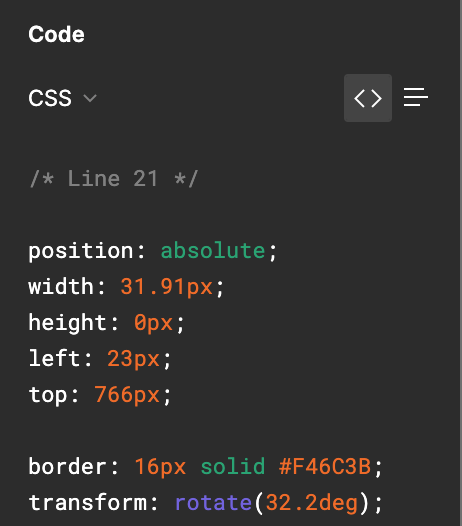 Code
CSS
/* Line 21 */
position: absolute;
width: 31.91px;
height: 0px;
left: 23px;
top: 766px;
border: 16px solid #F46C3B;
transform: rotate(32.2deg);